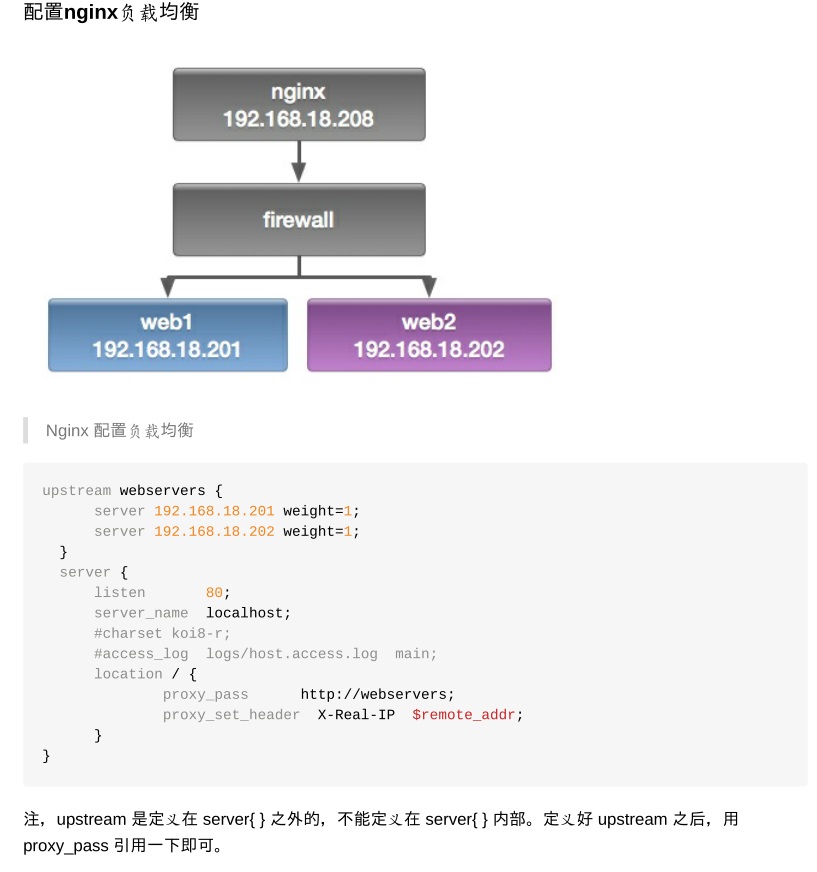 配置nginx负载均衡
nginx
192.168.18.208
firewall
web1
192.168.18.201
web2
192.168.18.202
Nginx 配置负载均衡
upstream webservers {
      server 192.168.18.201 weight=1;
      server 192.168.18.202 weight=1;
  }
  server {
      listen       80;
      server_name  localhost;
      #charset koi8-r;
      #access_log  logs/host.access.log  main;
      location / {
              proxy_pass      http://webservers;
              proxy_set_header  X-Real-IP  $remote_addr;
      }
}
注，upstream 是定义在 server{ } 之外的，不能定义在 server{ } 内部。定义好 upstream 之后，用
proxy_pass 引用一下即可。